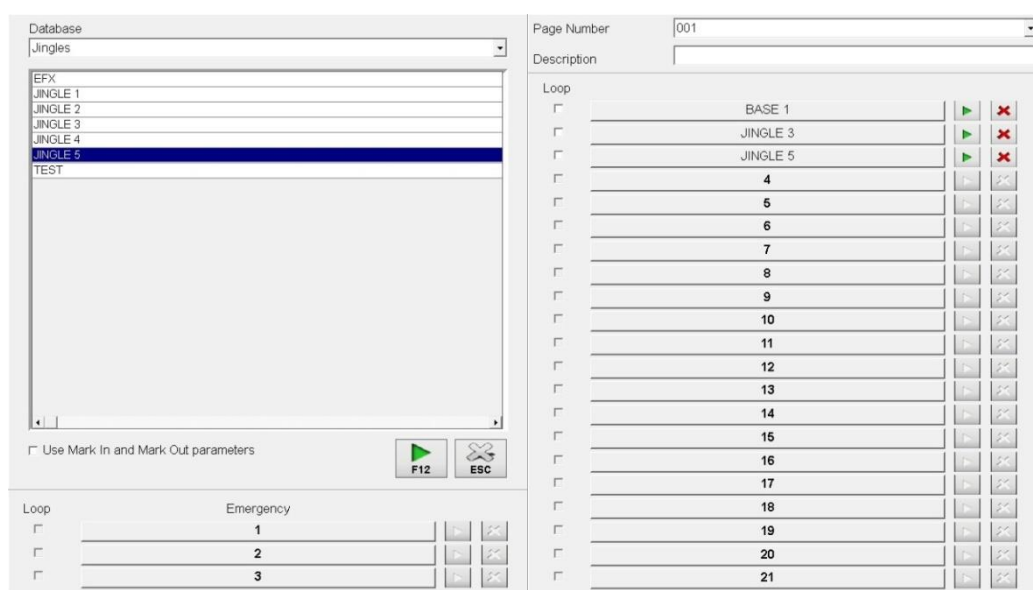 Database
Jingles
EFX
JINGLE 1
JINGLE 2
JINGLE 3
JINGLE 4
JINGLE 5
TEST
Use Mark In and Mark Out parameters
F12
ESC
Loop Emergency
1
2
3
Page Number 001
Description
Loop
BASE 1
JINGLE 3
JINGLE 5
4
5
6
7
8
9
10
11
12
13
14
15
16
17
18
19
20
21